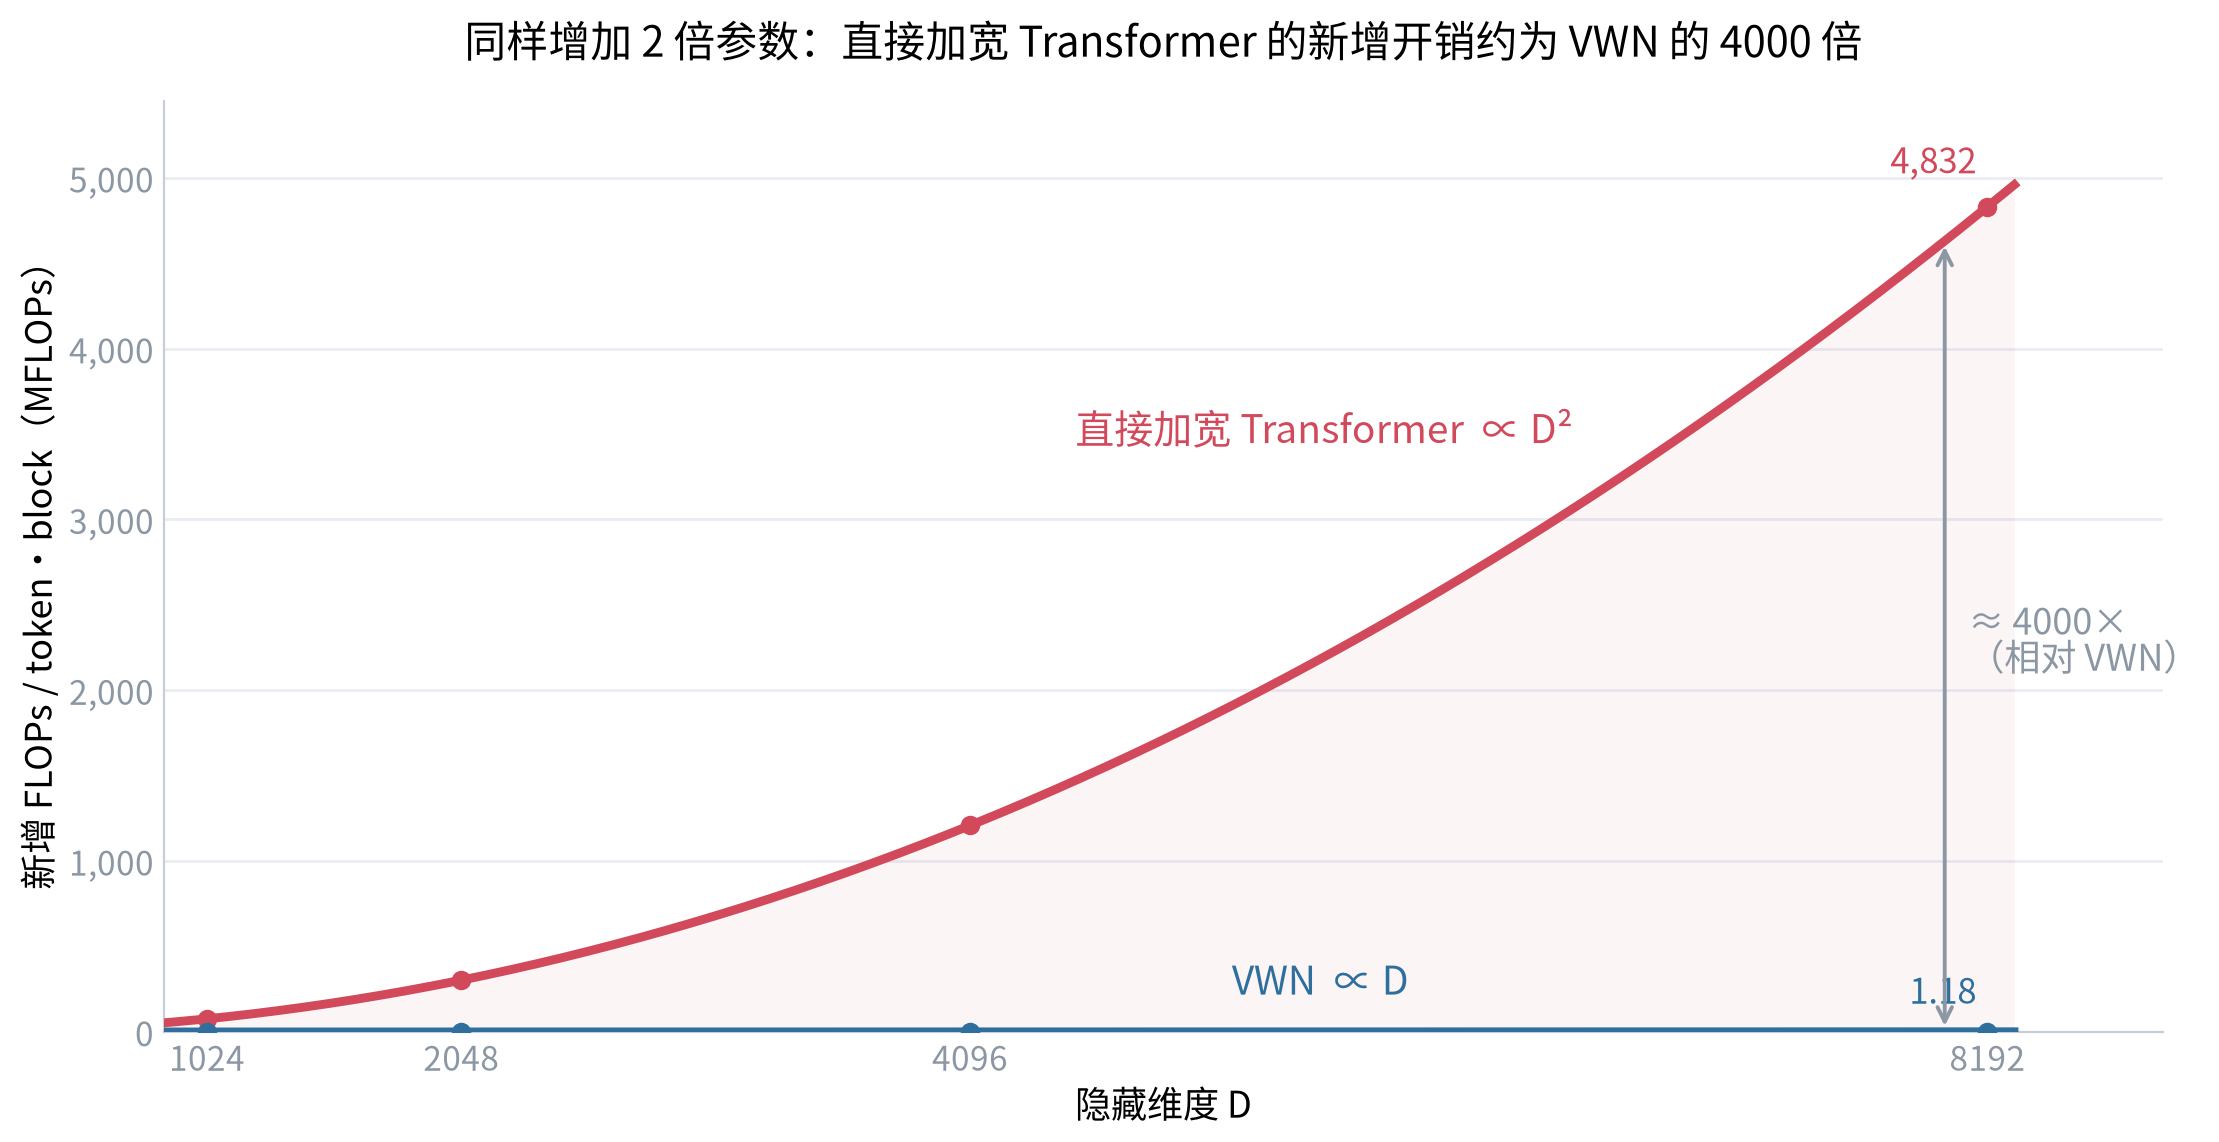 同样增加 2 倍参数：直接加宽 Transformer 的新增开销约为 VWN 的 4000 倍
新增 FLOPs / token・block（MFLOPs）
5,000
4,000
3,000
2,000
1,000
0
4,832
直接加宽 Transformer ∝ D²
≈ 4000×
（相对 VWN）
VWN ∝ D
1.18
1024
2048
4096
8192
隐藏维度 D